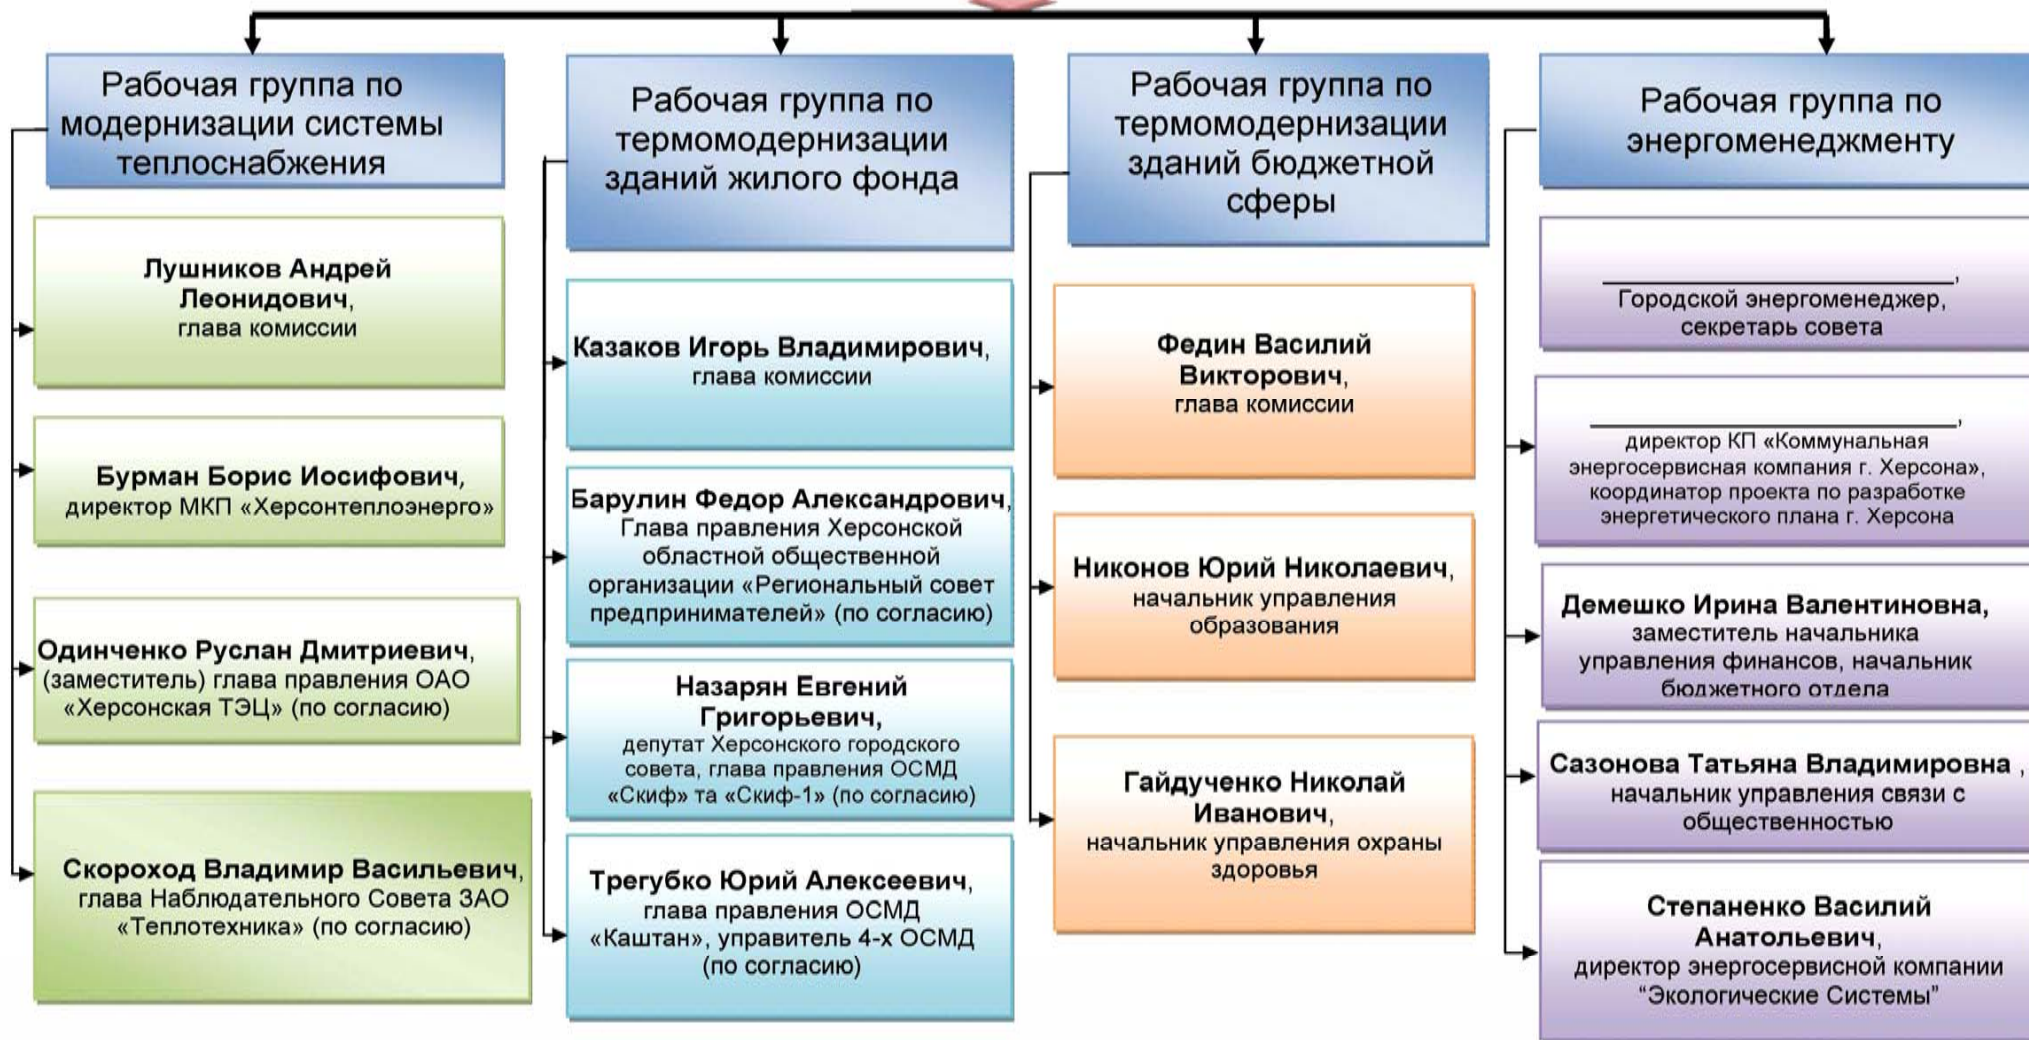 Рабочая группа по
модернизации системы
теплоснабжения
Лушников Андрей
Леонидович,
глава комиссии
Бурман Борис Иосифович,
директор МКП «Херсонтеплоэнерго»
Одинченко Руслан Дмитриевич,
(заместитель) глава правления ОАО
«Херсонская ТЭЦ» (по согласию)
Скороход Владимир Васильевич,
глава Наблюдательного Совета ЗАО
«Теплотехника» (по согласию)
Рабочая группа по
термомодернизации
зданий жилого фонда
Казаков Игорь Владимирович,
глава комиссии
Барулин Федор Александрович,
Глава правления Херсонской
областной общественной
организации «Региональный совет
предпринимателей» (по согласию)
Назарян Евгений
Григорьевич,
депутат Херсонского городского
совета, глава правления ОСМД
«Скиф» та «Скиф-1» (по согласию)
Трегубко Юрий Алексеевич,
глава правления ОСМД
«Каштан», управитель 4-х ОСМД
(по согласию)
Рабочая группа по
термомодернизации
зданий бюджетной
сферы
Федин Василий
Викторович,
глава комиссии
Никонов Юрий Николаевич,
начальник управления
образования
Гайдученко Николай
Иванович,
начальник управления охраны
здоровья
Рабочая группа по
энергоменеджменту
_________________________,
Городской энергоменеджер,
секретарь совета
_________________________,
директор КП «Коммунальная
энергосервисная компания г. Херсона»,
координатор проекта по разработке
энергетического плана г. Херсона
Демешко Ирина Валентиновна,
заместитель начальника
управления финансов, начальник
бюджетного отдела
Сазонова Татьяна Владимировна ,
начальник управления связи с
общественностью
Степаненко Василий
Анатольевич,
директор энергосервисной компании
“Экологические Системы”